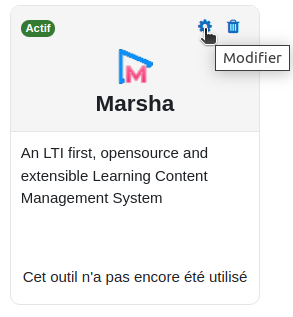 Actif
Modifier
Marsha
An LTI first, opensource and
extensible Learning Content
Management System
Cet outil n'a pas encore été utilisé